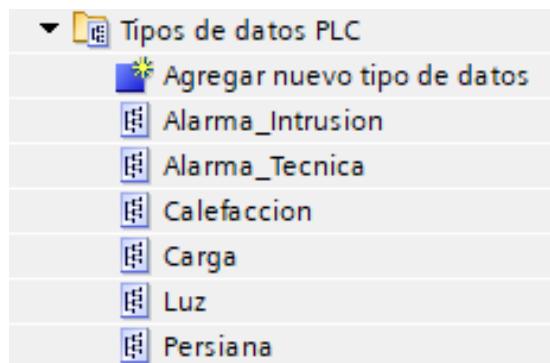 Tipos de datos PLC
Agregar nuevo tipo de datos
Alarma_Intrusion
Alarma_Tecnica
Calefaccion
Carga
Luz
Persiana